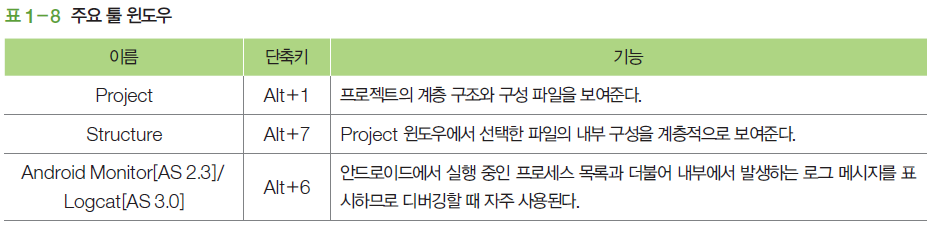 표 1-8 주요 툴 윈도우
이름 단축키 기능
Project Alt+1 프로젝트의 계층 구조와 구성 파일을 보여준다.
Structure Alt+7 Project 윈도우에서 선택한 파일의 내부 구성을 계층적으로 보여준다.
Android Monitor[AS 2.3]/
Logcat[AS 3.0]
Alt+6
안드로이드에서 실행 중인 프로세스 목록과 더불어 내부에서 발생하는 로그 메시지를 표
시하므로 디버깅할 때 자주 사용된다.